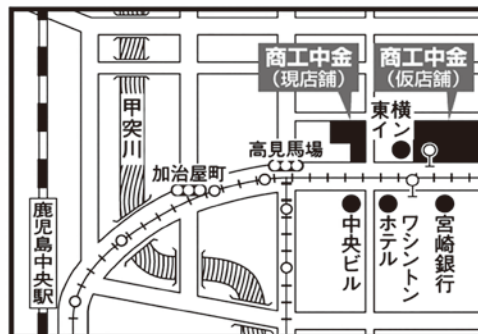 商工中金
(現店舗)
商工中金
(仮店舗)
東横
イン
甲突川
高見馬場
加治屋町
鹿児島中央駅
中央ビル
ワシントン
ホテル
宮崎銀行